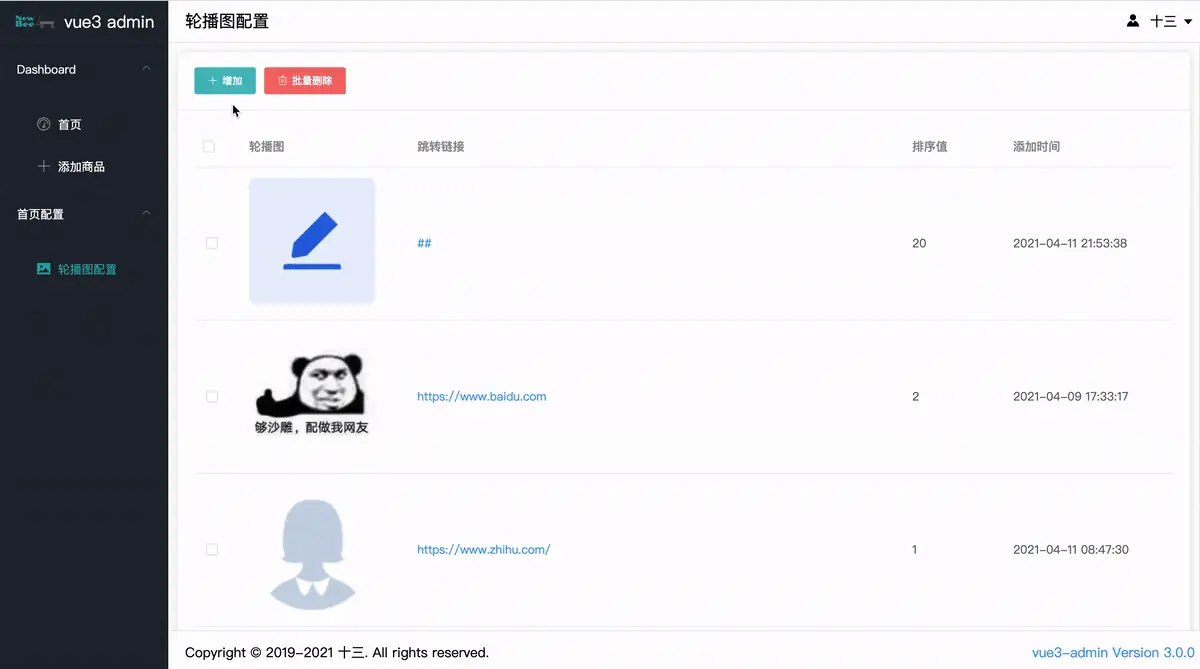 New Bee vue3 admin
轮播图配置
十三
Dashboard
首页
添加商品
首页配置
轮播图配置
增加
批量删除
轮播图 跳转链接 排序值 添加时间
## 20 2021-04-11 21:53:38
https://www.baidu.com 2 2021-04-09 17:33:17
够沙雕，配做我网友
https://www.zhihu.com/ 1 2021-04-11 08:47:30
Copyright © 2019-2021 十三. All rights reserved.
vue3-admin Version 3.0.0